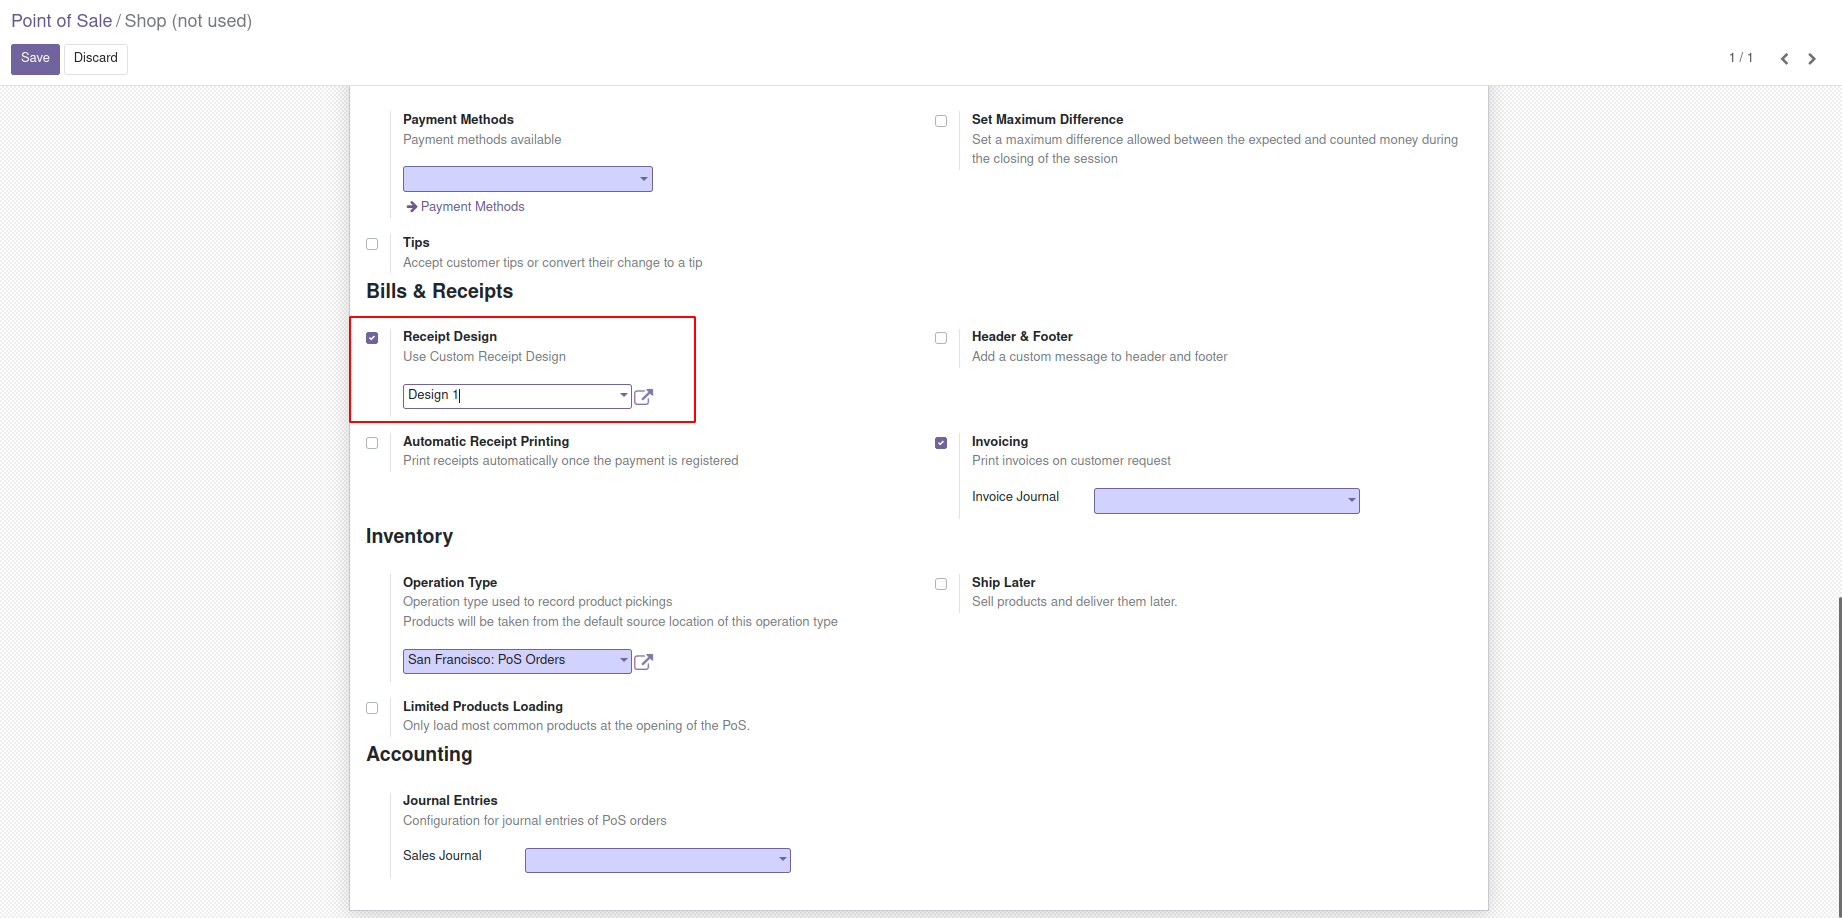 Point of Sale / Shop (not used)
Save Discard
1 / 1
Payment Methods
Payment methods available
Payment Methods
Set Maximum Difference
Set a maximum difference allowed between the expected and counted money during
the closing of the session
Tips
Accept customer tips or convert their change to a tip
Bills & Receipts
Receipt Design
Use Custom Receipt Design
Design 1
Header & Footer
Add a custom message to header and footer
Automatic Receipt Printing
Print receipts automatically once the payment is registered
Invoicing
Print invoices on customer request
Invoice Journal
Inventory
Operation Type
Operation type used to record product pickings
Products will be taken from the default source location of this operation type
San Francisco: PoS Orders
Ship Later
Sell products and deliver them later.
Limited Products Loading
Only load most common products at the opening of the PoS.
Accounting
Journal Entries
Configuration for journal entries of PoS orders
Sales Journal